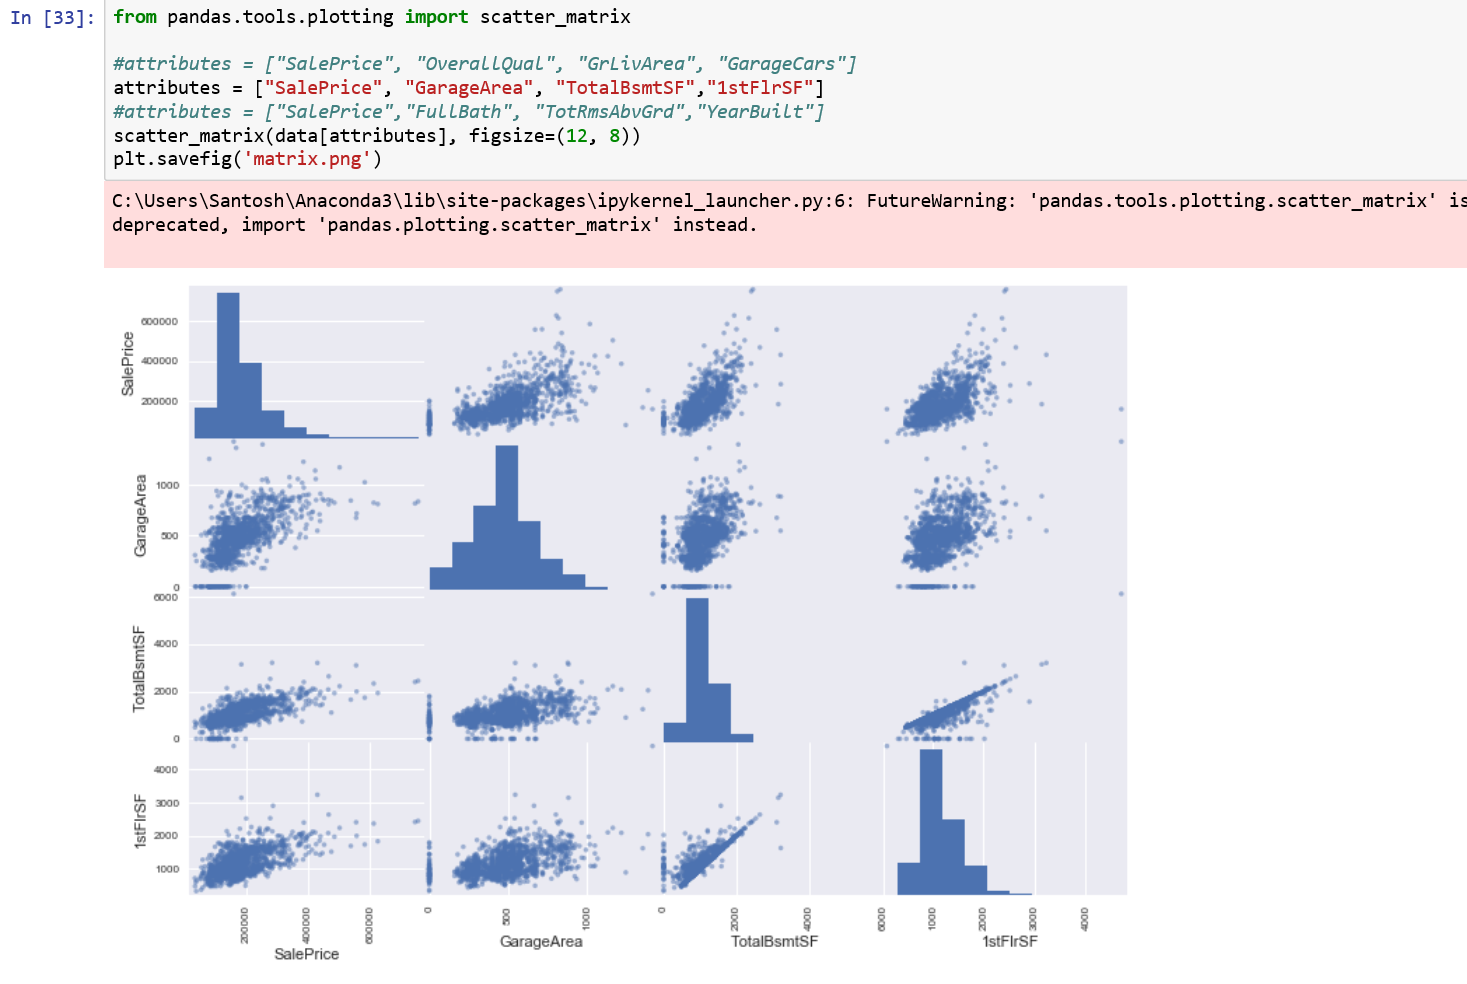 In [33]:
from pandas.tools.plotting import scatter_matrix
#attributes = ["SalePrice", "OverallQual", "GrLivArea", "GarageCars"]
attributes = ["SalePrice", "GarageArea", "TotalBsmtSF","1stFlrSF"]
#attributes = ["SalePrice","FullBath", "TotRmsAbvGrd","YearBuilt"]
scatter_matrix(data[attributes], figsize=(12, 8))
plt.savefig('matrix.png')
C:\Users\Santosh\Anaconda3\lib\site-packages\ipykernel_launcher.py:6: FutureWarning: 'pandas.tools.plotting.scatter_matrix' is
deprecated, import 'pandas.plotting.scatter_matrix' instead.
SalePrice
600000
400000
200000
GarageArea
1000
500
0
TotalBsmtSF
6000
4000
2000
0
1stFlrSF
4000
3000
2000
1000
200000 400000 600000 0 500 1000 0 2000 4000 6000 1000 2000 3000 4000
SalePrice GarageArea TotalBsmtSF 1stFlrSF